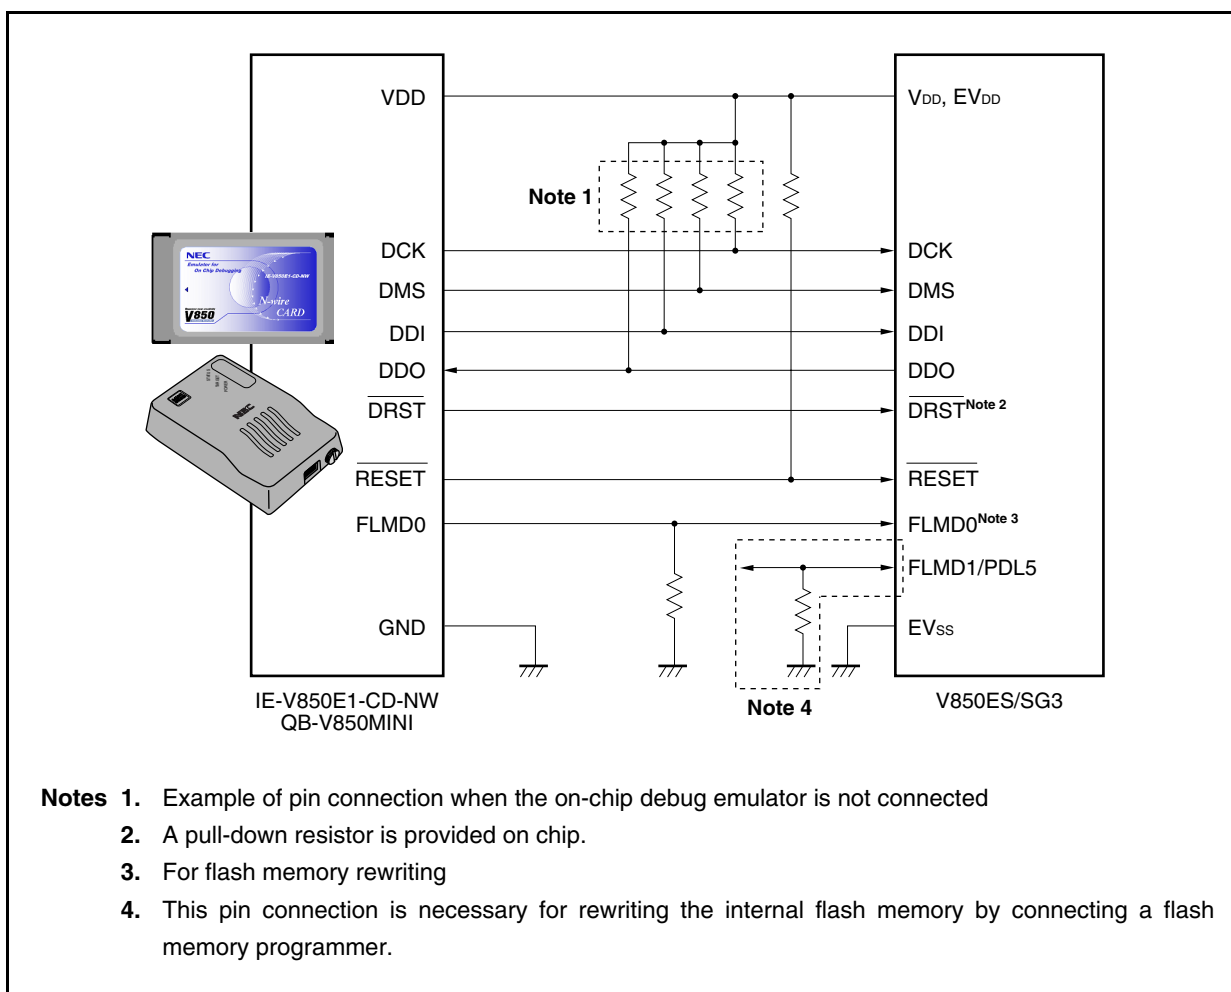 VDD
VDD, EVDD
Note 1
DCK
DCK
NEC
Emulator for
On Chip Debugging
IE-V850E1-CD-NW
N-wire
CARD
V850
DMS
DMS
DDI
DDI
DDO
DDO
DRST
DRST Note 2
NEC
RESET
RESET
FLMD0
FLMD0 Note 3
FLMD1/PDL5
GND
EVSS
IE-V850E1-CD-NW
QB-V850MINI
Note 4
V850ES/SG3
Notes 1. Example of pin connection when the on-chip debug emulator is not connected
2. A pull-down resistor is provided on chip.
3. For flash memory rewriting
4. This pin connection is necessary for rewriting the internal flash memory by connecting a flash
memory programmer.